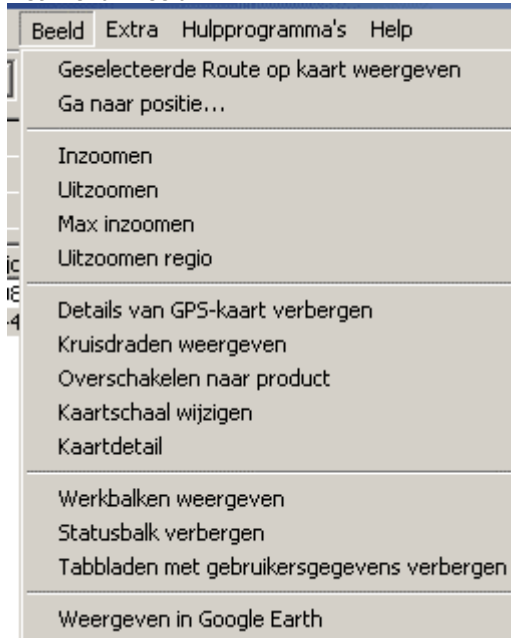 Beeld Extra Hulpprogramma's Help
Geselecteerde Route op kaart weergeven
Ga naar positie...
Inzoomen
Uitzoomen
Max inzoomen
Uitzoomen regio
Details van GPS-kaart verbergen
Kruisdraden weergeven
Overschakelen naar product
Kaartschaal wijzigen
Kaartdetail
Werkbalken weergeven
Statusbalk verbergen
Tabbladen met gebruikersgegevens verbergen
Weergeven in Google Earth